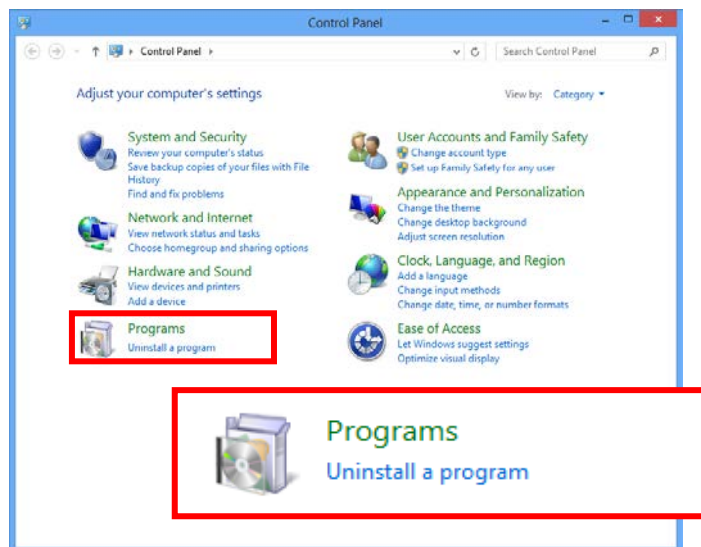 Control Panel
Control Panel
Search Control Panel
Adjust your computer's settings
View by: Category
System and Security
Review your computer's status
Save backup copies of your files with File
History
Find and fix problems
Network and Internet
View network status and tasks
Choose homegroup and sharing options
Hardware and Sound
View devices and printers
Add a device
Programs
Uninstall a program
User Accounts and Family Safety
Change account type
Set up Family Safety for any user
Appearance and Personalization
Change the theme
Change desktop background
Adjust screen resolution
Clock, Language, and Region
Add a language
Change input methods
Change date, time, or number formats
Ease of Access
Let Windows suggest settings
Optimize visual display
Programs
Uninstall a program